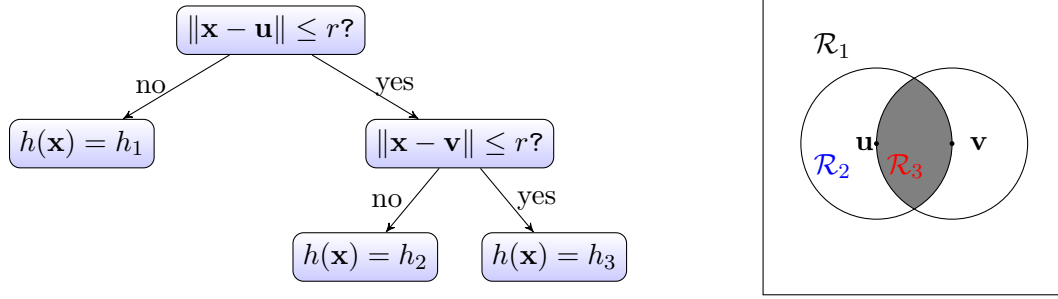 ‖x − u‖ ≤ r?
no
yes
h(x) = h₁
‖x − v‖ ≤ r?
no
yes
h(x) = h₂
h(x) = h₃
ℛ₁
u
v
ℛ₂
ℛ₃